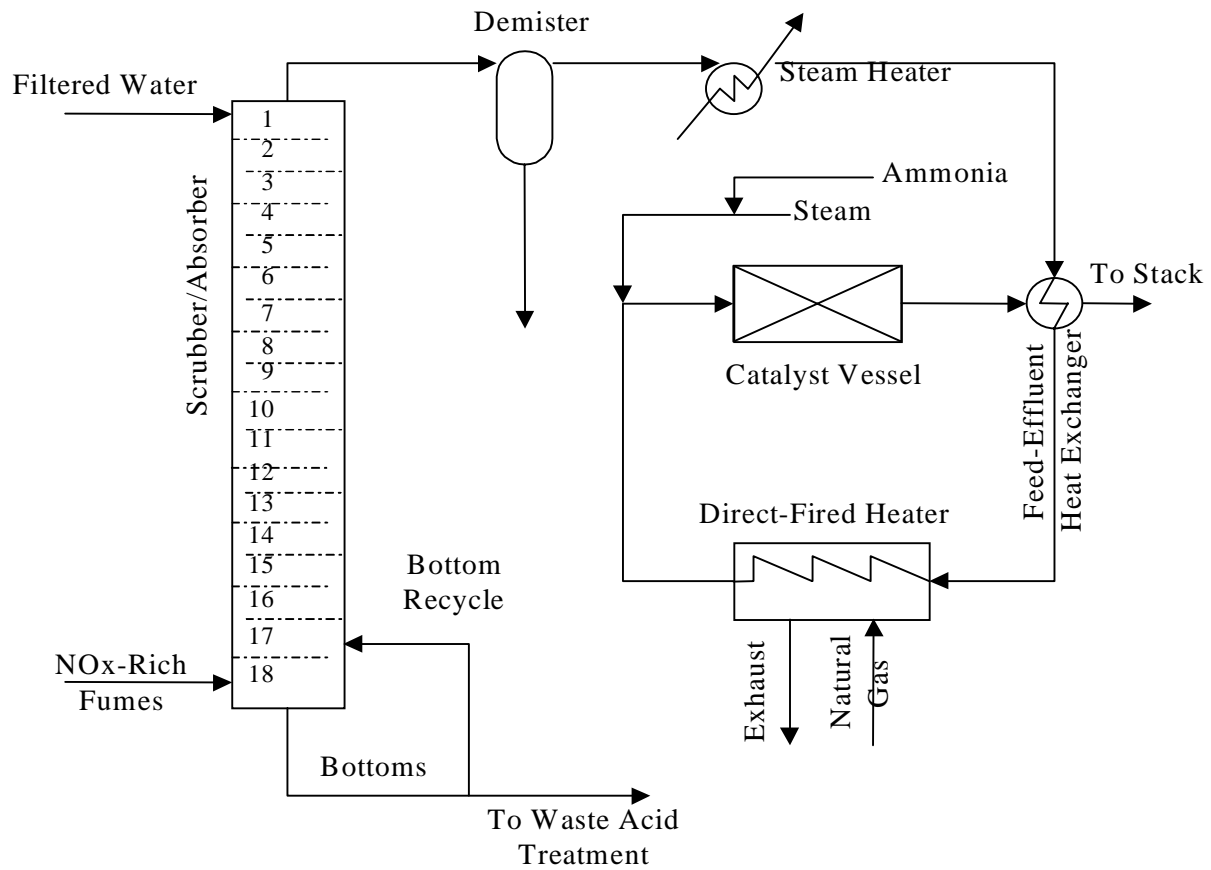 Demister
Filtered Water
Steam Heater
1
2
3
4
5
6
7
8
9
10
11
12
13
14
15
16
17
18
Scrubber/Absorber
Ammonia
Steam
To Stack
Catalyst Vessel
Feed-Effluent
Heat Exchanger
Direct-Fired Heater
Bottom
Recycle
NOx-Rich
Fumes
Exhaust
Natural
Gas
Bottoms
To Waste Acid
Treatment